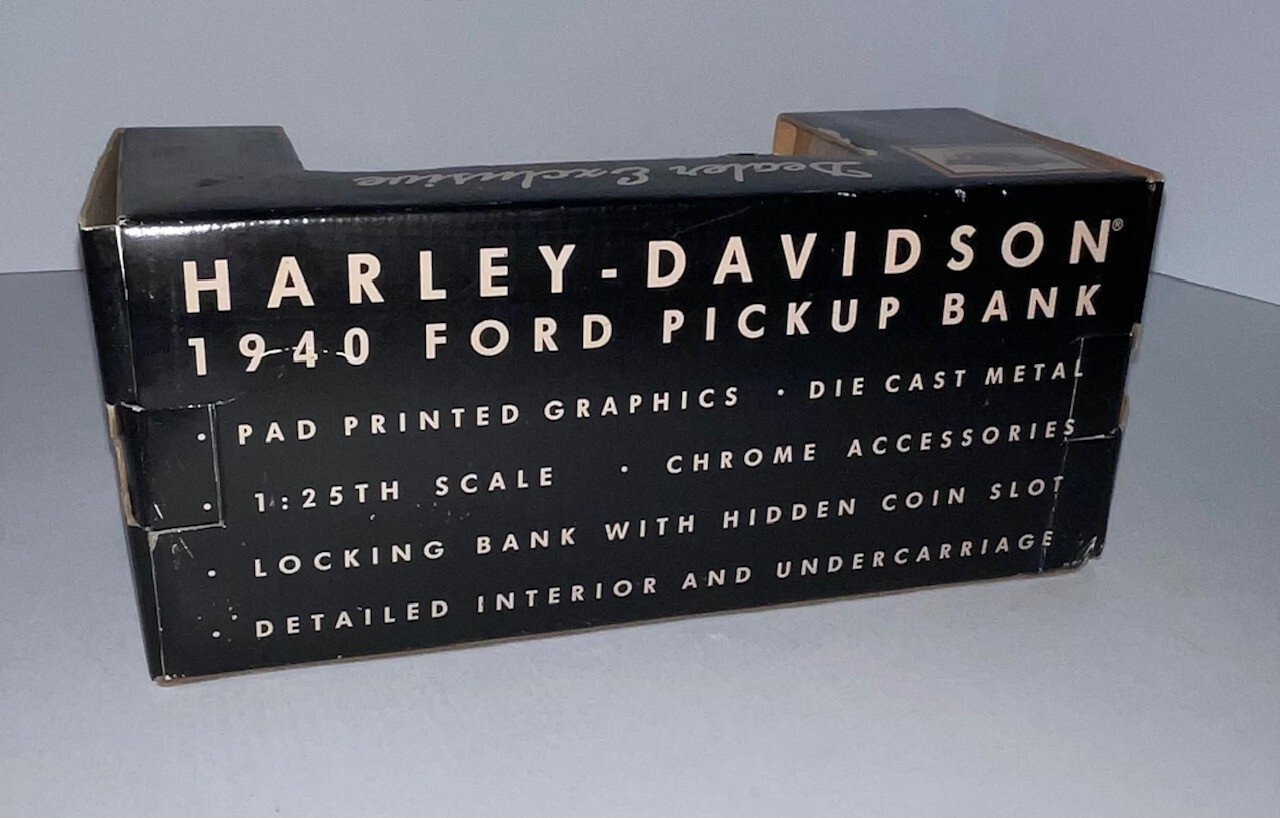 Dealer Exclusive
HARLEY-DAVIDSON®
1940 FORD PICKUP BANK
· PAD PRINTED GRAPHICS · DIE CAST METAL
· 1:25TH SCALE · CHROME ACCESSORIES
· LOCKING BANK WITH HIDDEN COIN SLOT
· DETAILED INTERIOR AND UNDERCARRIAGE